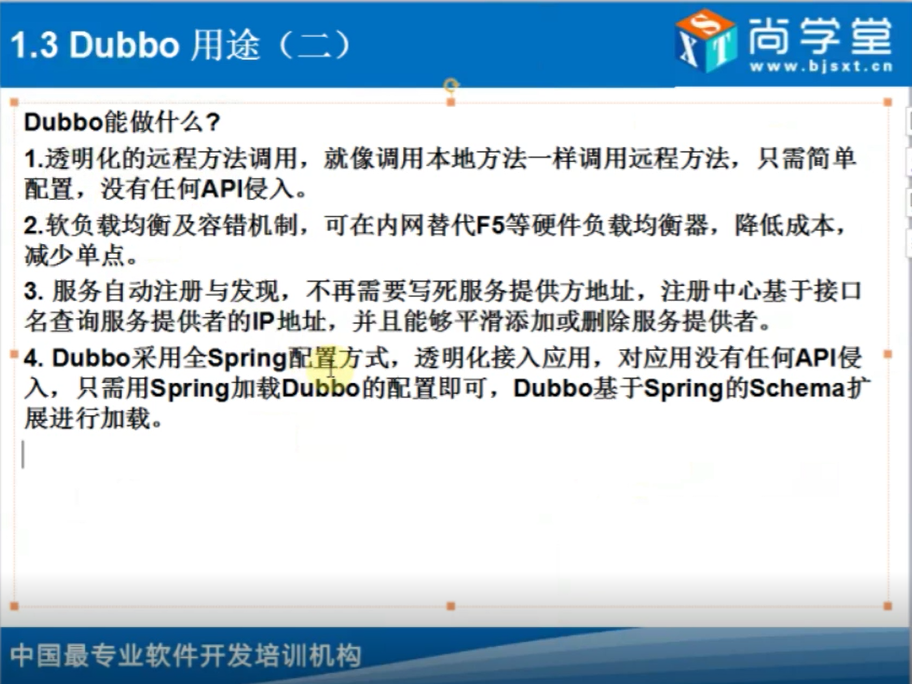 1.3 Dubbo 用途（二）
SXT
尚学堂
www.bjsxt.cn
Dubbo能做什么?
1.透明化的远程方法调用，就像调用本地方法一样调用远程方法，只需简单
配置，没有任何API侵入。
2.软负载均衡及容错机制，可在内网替代F5等硬件负载均衡器，降低成本，
减少单点。
3. 服务自动注册与发现，不再需要写死服务提供方地址，注册中心基于接口
名查询服务提供者的IP地址，并且能够平滑添加或删除服务提供者。
4. Dubbo采用全Spring配置方式，透明化接入应用，对应用没有任何API侵
入，只需用Spring加载Dubbo的配置即可，Dubbo基于Spring的Schema扩
展进行加载。
中国最专业软件开发培训机构